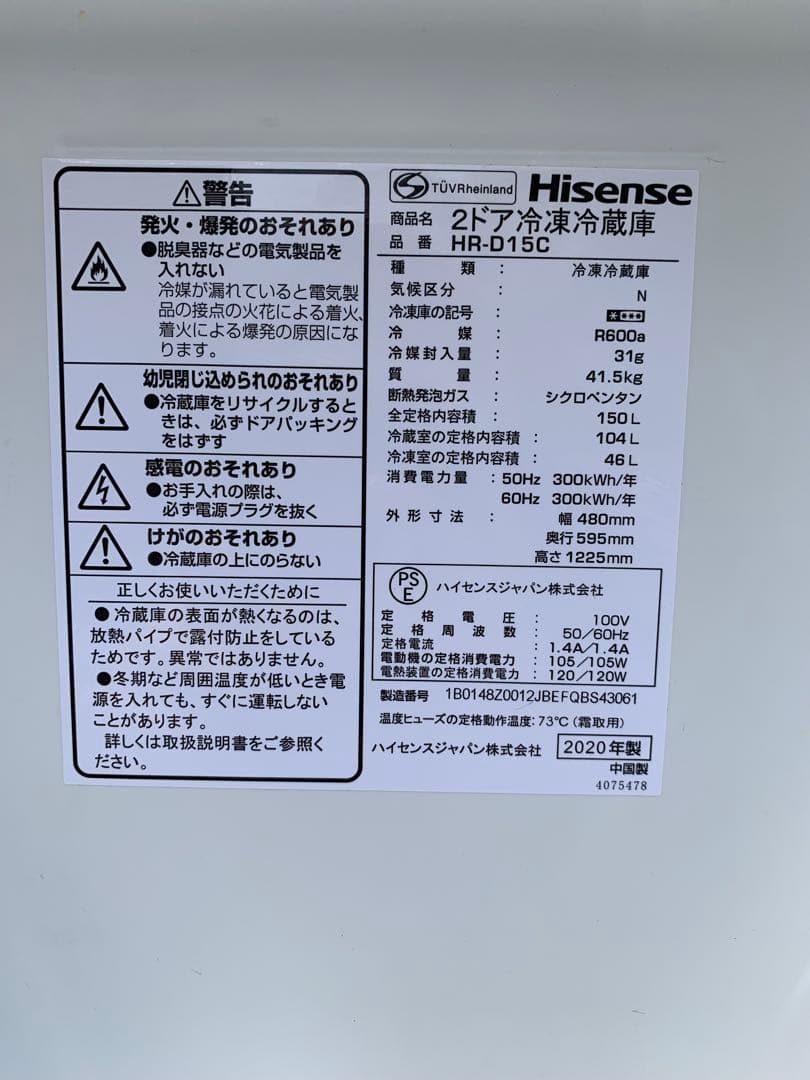 警告
発火・爆発のおそれあり
●脱臭器などの電気製品を
入れない
冷媒が漏れていると電気製
品の接点の火花による着火、
着火による爆発の原因にな
ります。
幼児閉じ込められのおそれあり
●冷蔵庫をリサイクルすると
きは、必ずドアパッキング
をはずす
感電のおそれあり
●お手入れの際は、
必ず電源プラグを抜く
けがのおそれあり
●冷蔵庫の上にのらない
正しくお使いいただくために
●冷蔵庫の表面が熱くなるのは、
放熱パイプで露付防止をしている
ためです。異常ではありません。
●冬期など周囲温度が低いとき電
源を入れても、すぐに運転しない
ことがあります。
詳しくは取扱説明書をご参照く
ださい。
TÜVRheinland Hisense
商品名 2ドア冷凍冷蔵庫
品番 HR-D15C
種類 : 冷凍冷蔵庫
気候区分 : N
冷凍庫の記号 : ****
冷媒 : R600a
冷媒封入量 : 31g
質量 : 41.5kg
断熱発泡ガス : シクロペンタン
全定格内容積 : 150L
冷蔵室の定格内容積 : 104L
冷凍室の定格内容積 : 46L
消費電力量 : 50Hz 300kWh/年
60Hz 300kWh/年
外形寸法 : 幅 480mm
奥行 595mm
高さ 1225mm
PSE ハイセンスジャパン株式会社
定格電圧 : 100V
定格周波数 : 50/60Hz
定格電流 : 1.4A/1.4A
電動機の定格消費電力 : 105/105W
電熱装置の定格消費電力 : 120/120W
製造番号 1B0148Z0012JBEFQBS43061
温度ヒューズの定格動作温度:73℃(霜取用)
ハイセンスジャパン株式会社 2020年製
中国製
4075478